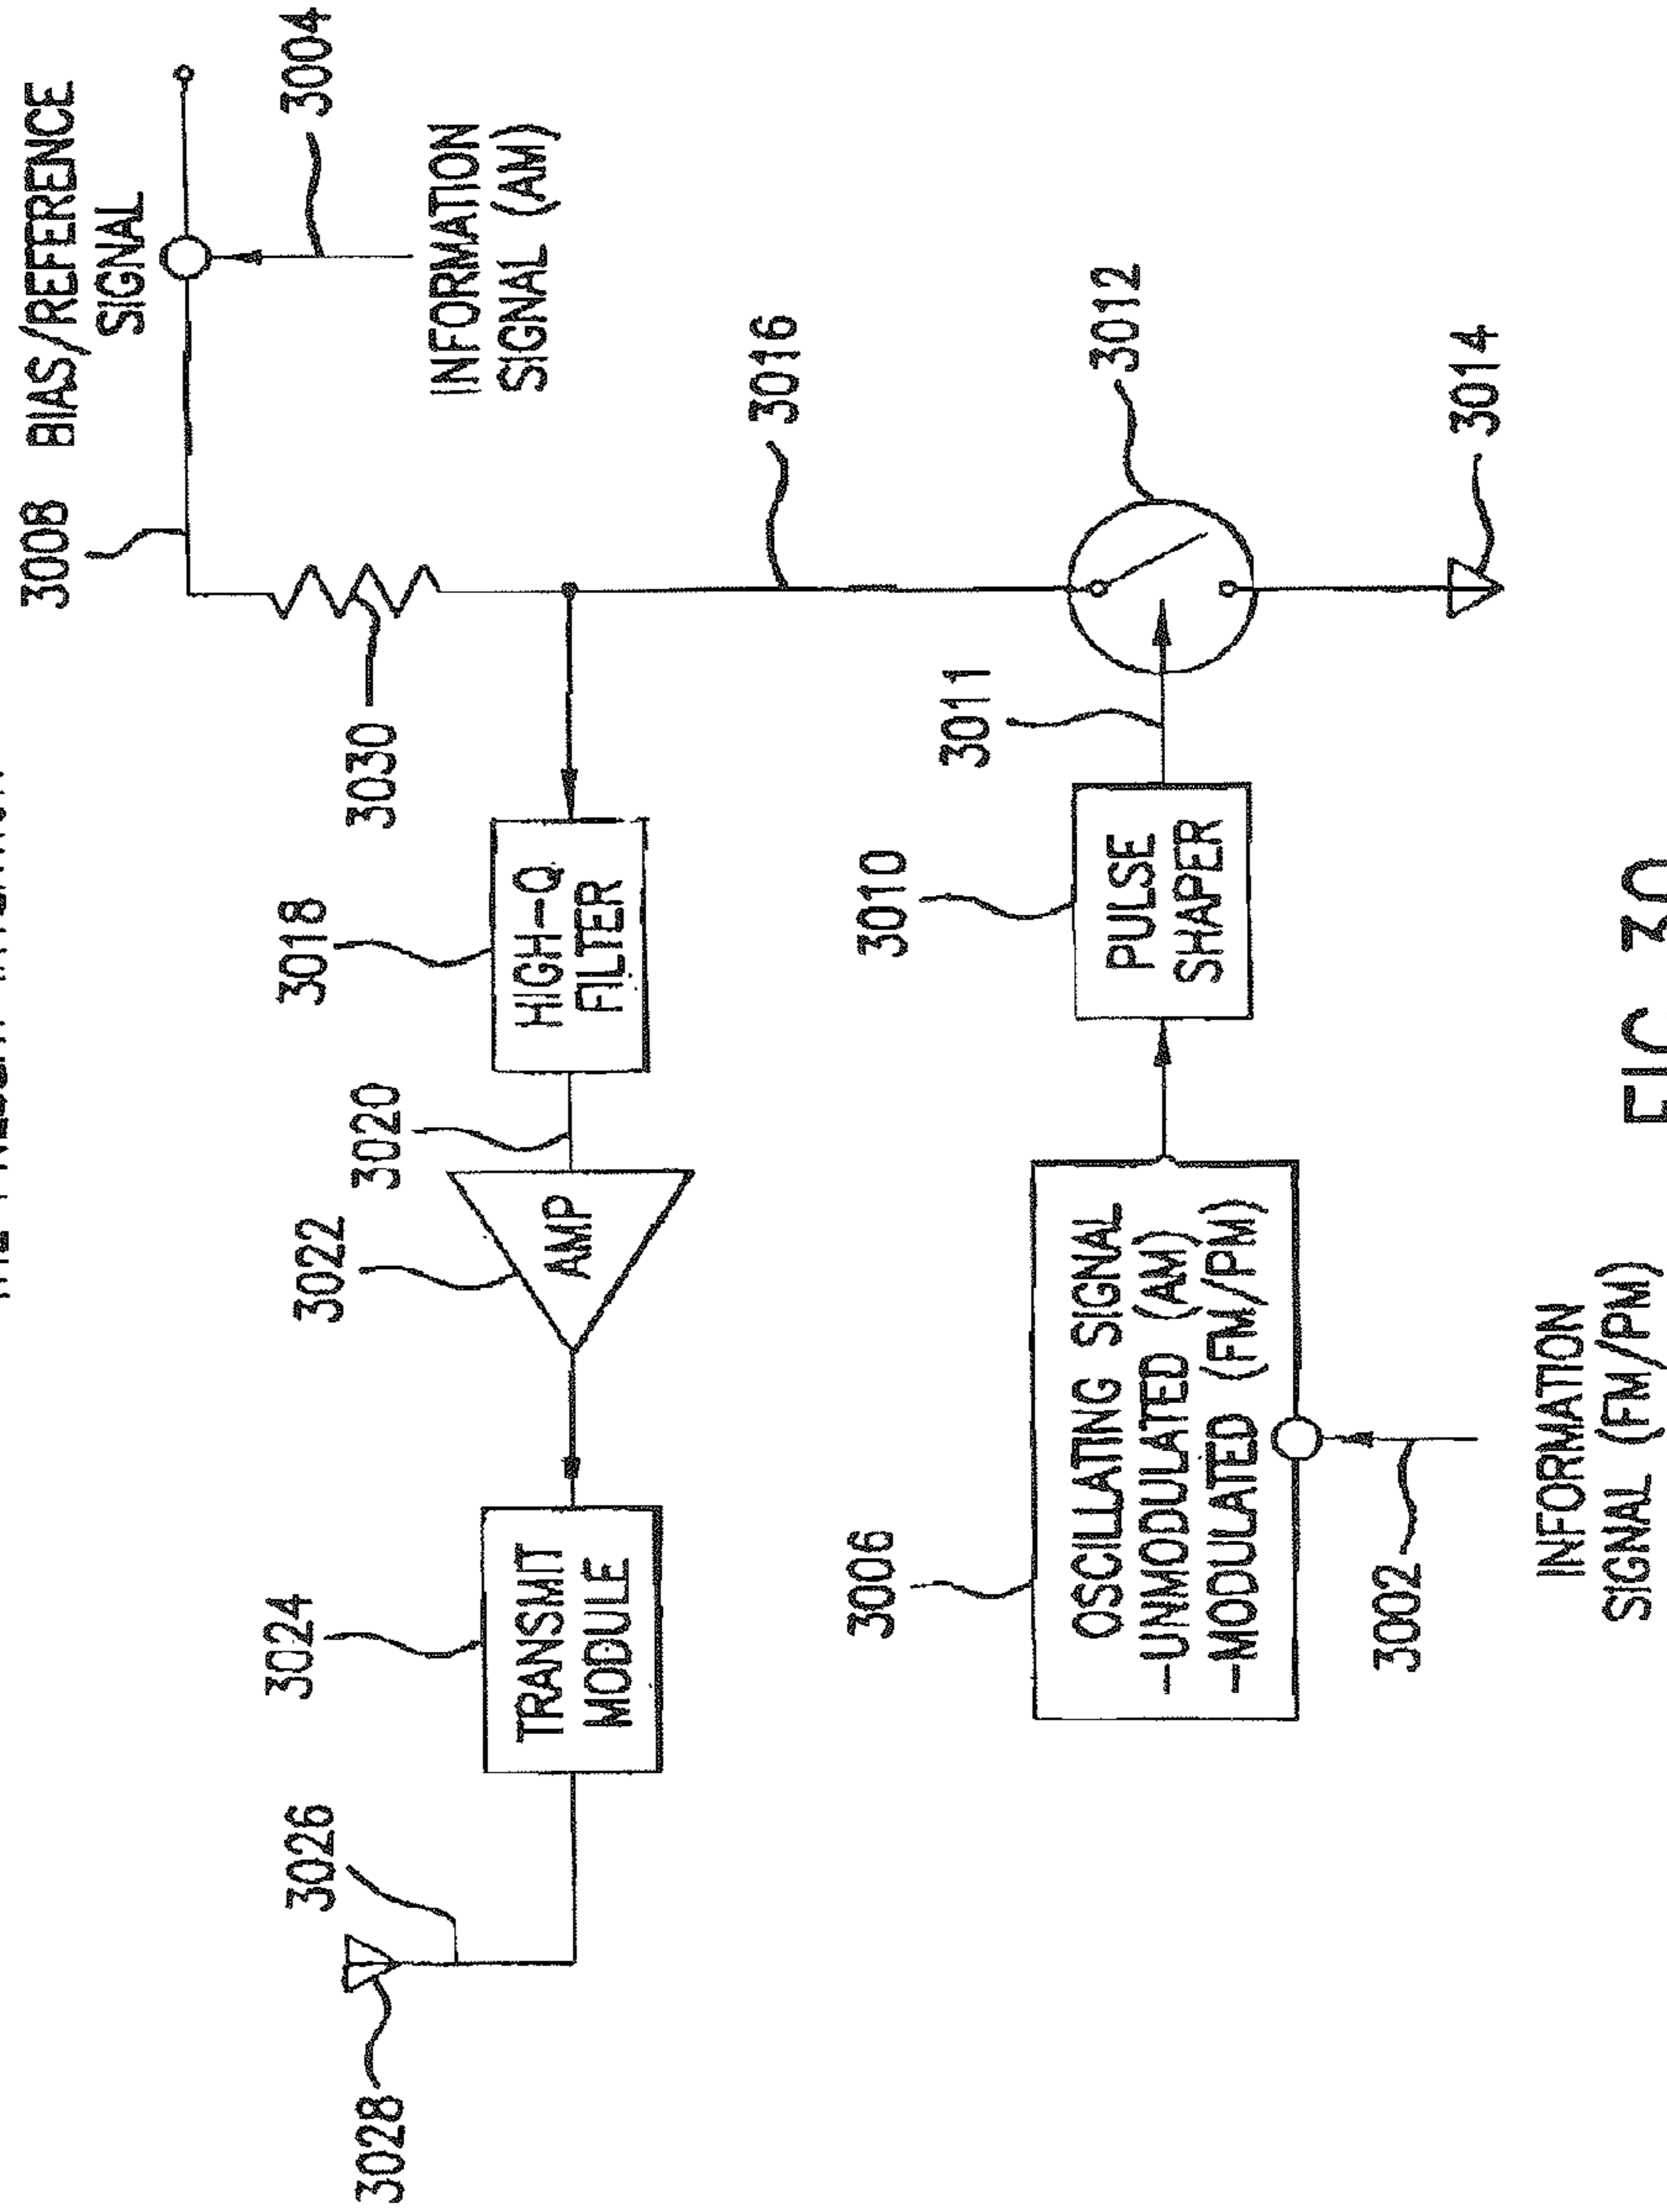 3008
BIAS/REFERENCE
SIGNAL
3004
INFORMATION
SIGNAL (AM)
3030
3016
3012
3014
3011
3018
HIGH-Q
FILTER
3020
3022
AMP
3024
TRANSMIT
MODULE
3026
3028
3010
PULSE
SHAPER
3006
OSCILLATING SIGNAL
-UNMODULATED (AM)
-MODULATED (FM/PM)
3002
INFORMATION
SIGNAL (FM/PM)
FIG. 30